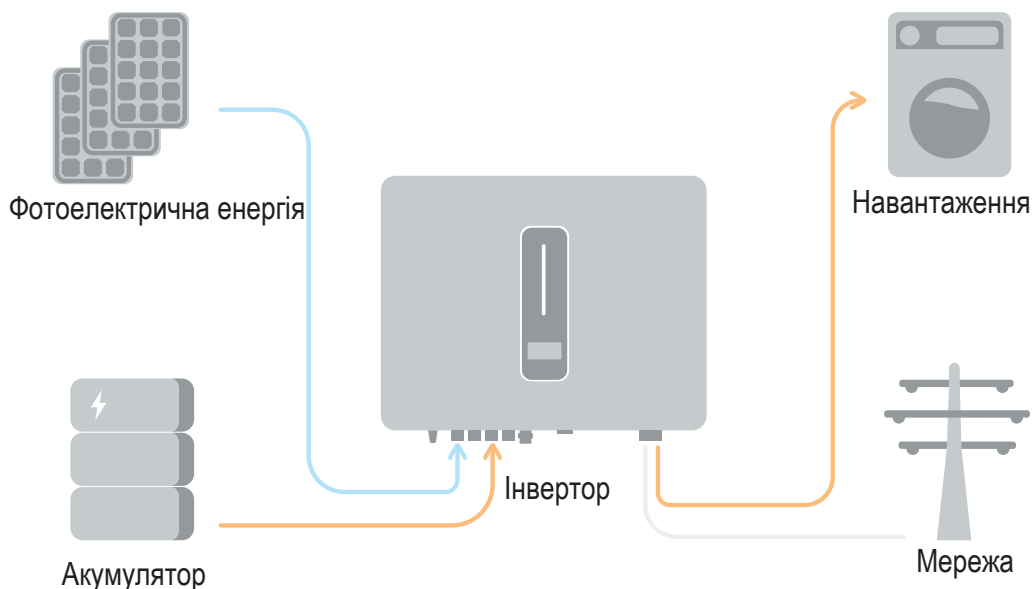 Фотоелектрична енергія
Навантаження
Інвертор
Акумулятор
Мережа